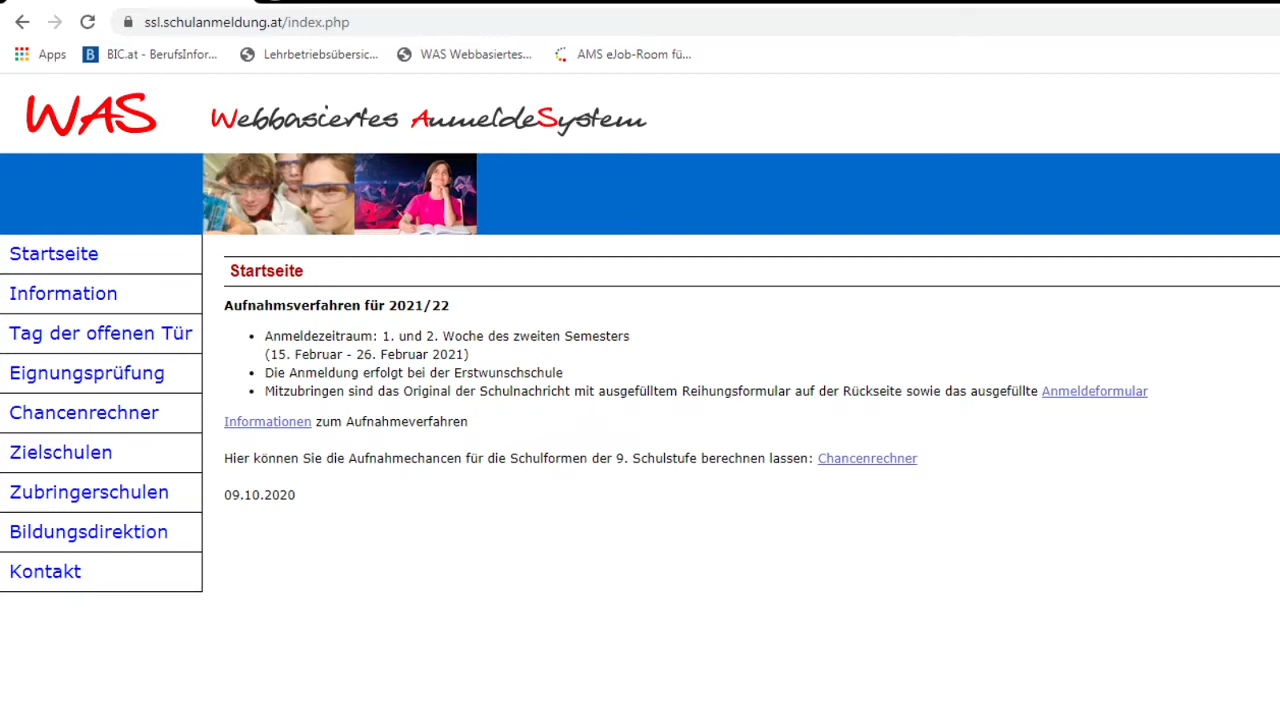 ssl.schulanmeldung.at/index.php
Apps BIC.at - BerufsInfor... Lehrbetriebsübersic... WAS Webbasiertes... AMS eJob-Room fü...
WAS Webbasiertes AnmeldeSystem
Startseite
Information
Tag der offenen Tür
Eignungsprüfung
Chancenrechner
Zielschulen
Zubringerschulen
Bildungsdirektion
Kontakt
Startseite
Aufnahmsverfahren für 2021/22
• Anmeldezeitraum: 1. und 2. Woche des zweiten Semesters
(15. Februar - 26. Februar 2021)
• Die Anmeldung erfolgt bei der Erstwunschschule
• Mitzubringen sind das Original der Schulnachricht mit ausgefülltem Reihungsformular auf der Rückseite sowie das ausgefüllte Anmeldeformular
Informationen zum Aufnahmeverfahren
Hier können Sie die Aufnahmechancen für die Schulformen der 9. Schulstufe berechnen lassen: Chancenrechner
09.10.2020